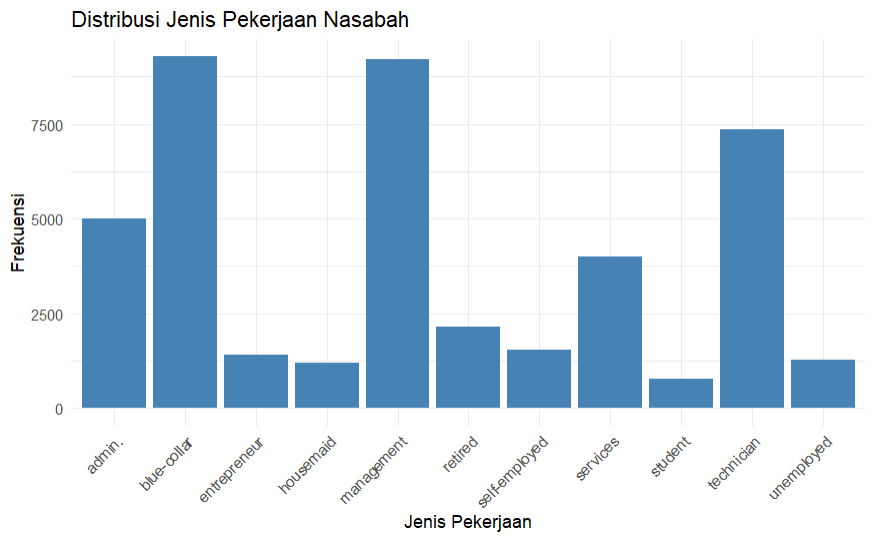 Distribusi Jenis Pekerjaan Nasabah
Frekuensi
7500
5000
2500
0
admin.
blue-collar
entrepreneur
housemaid
management
retired
self-employed
services
student
technician
unemployed
Jenis Pekerjaan